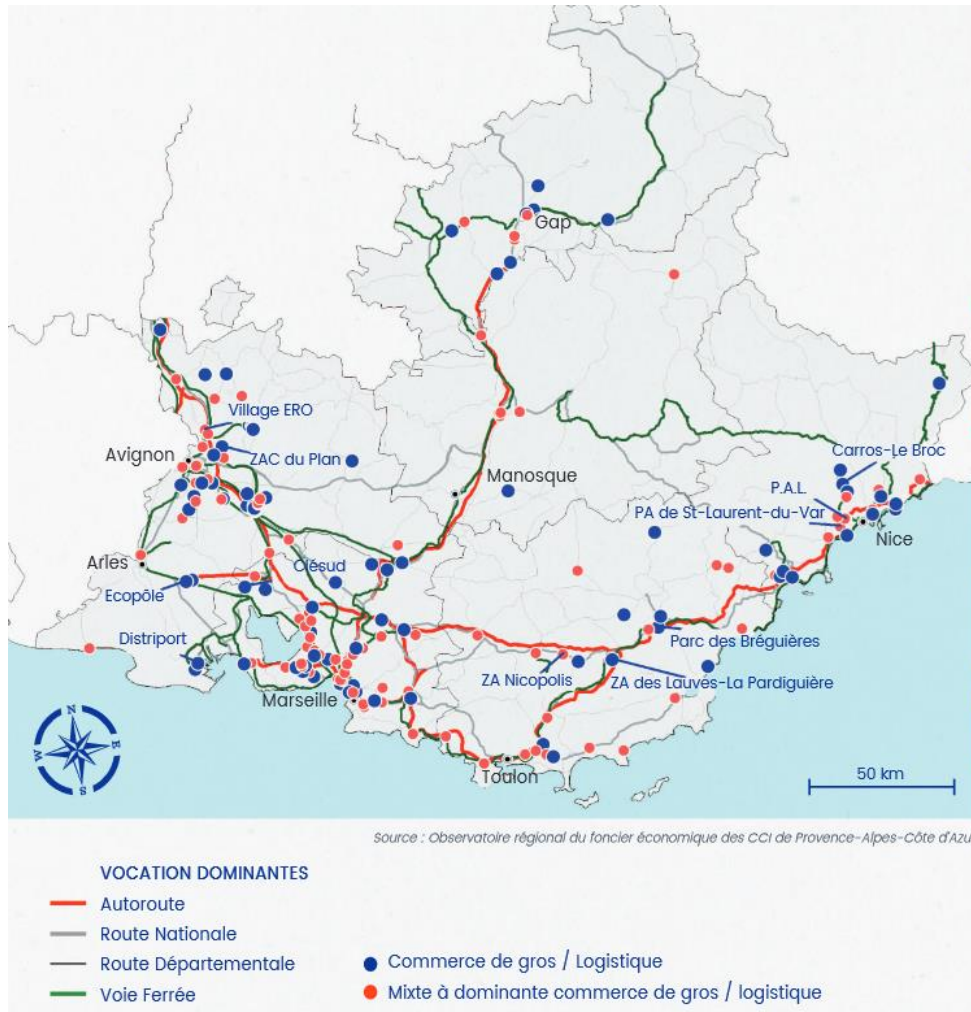 Gap
Village ERO
Avignon
ZAC du Plan
Manosque
Carros-Le Broc
P.A.L.
PA de St-Laurent-du-Var
Nice
Arles
Clésud
Ecopôle
Distriport
Parc des Bréguières
ZA Nicopolis
ZA des Lauves-La Pardiguière
Marseille
Toulon
N
W E
S
50 km
Source : Observatoire régional du foncier économique des CCI de Provence-Alpes-Côte d'Azu
VOCATION DOMINANTES
Autoroute
Route Nationale
Route Départementale
Voie Ferrée
Commerce de gros / Logistique
Mixte à dominante commerce de gros / logistique